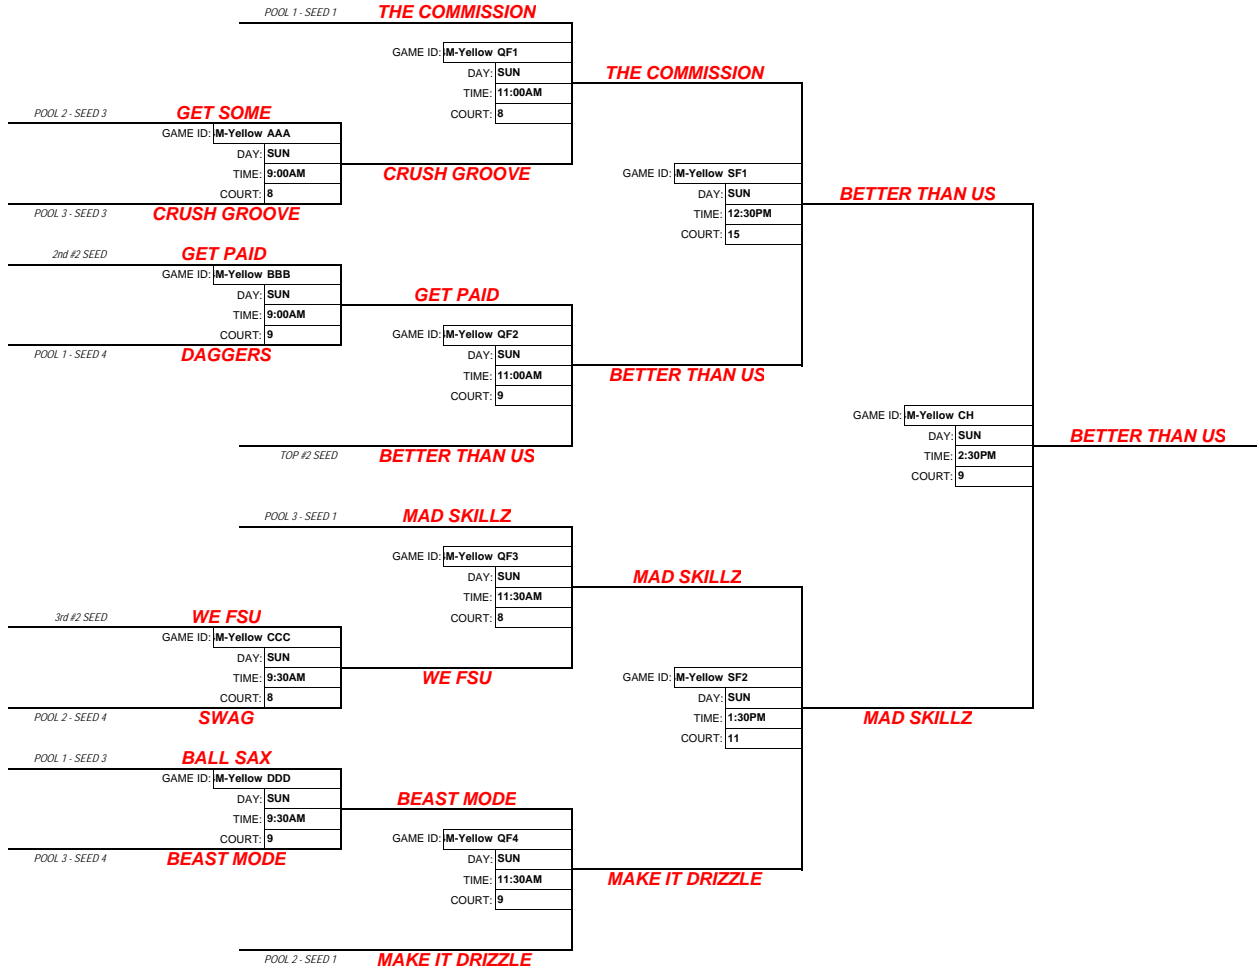 POOL 1 - SEED 1 THE COMMISSION
GAME ID: M-Yellow QF1
DAY: SUN
THE COMMISSION
TIME: 11:00AM
POOL 2 - SEED 3 GET SOME
COURT: 8
GAME ID: M-Yellow AAA
DAY: SUN
TIME: 9:00AM
CRUSH GROOVE
GAME ID: M-Yellow SF1
COURT: 8
DAY: SUN
BETTER THAN US
POOL 3 - SEED 3 CRUSH GROOVE
TIME: 12:30PM
COURT: 15
2nd #2 SEED GET PAID
GAME ID: M-Yellow BBB
DAY: SUN
GET PAID
TIME: 9:00AM
COURT: 9
GAME ID: M-Yellow QF2
POOL 1 - SEED 4 DAGGERS
DAY: SUN
TIME: 11:00AM
BETTER THAN US
COURT: 9
GAME ID: M-Yellow CH
DAY: SUN
BETTER THAN US
TOP #2 SEED BETTER THAN US
TIME: 2:30PM
COURT: 9
POOL 3 - SEED 1 MAD SKILLZ
GAME ID: M-Yellow QF3
DAY: SUN
MAD SKILLZ
TIME: 11:30AM
3rd #2 SEED WE FSU
COURT: 8
GAME ID: M-Yellow CCC
DAY: SUN
TIME: 9:30AM
WE FSU
GAME ID: M-Yellow SF2
COURT: 8
DAY: SUN
POOL 2 - SEED 4 SWAG
TIME: 1:30PM
MAD SKILLZ
COURT: 11
POOL 1 - SEED 3 BALL SAX
GAME ID: M-Yellow DDD
DAY: SUN
BEAST MODE
TIME: 9:30AM
COURT: 9
GAME ID: M-Yellow QF4
POOL 3 - SEED 4 BEAST MODE
DAY: SUN
TIME: 11:30AM
MAKE IT DRIZZLE
COURT: 9
POOL 2 - SEED 1 MAKE IT DRIZZLE